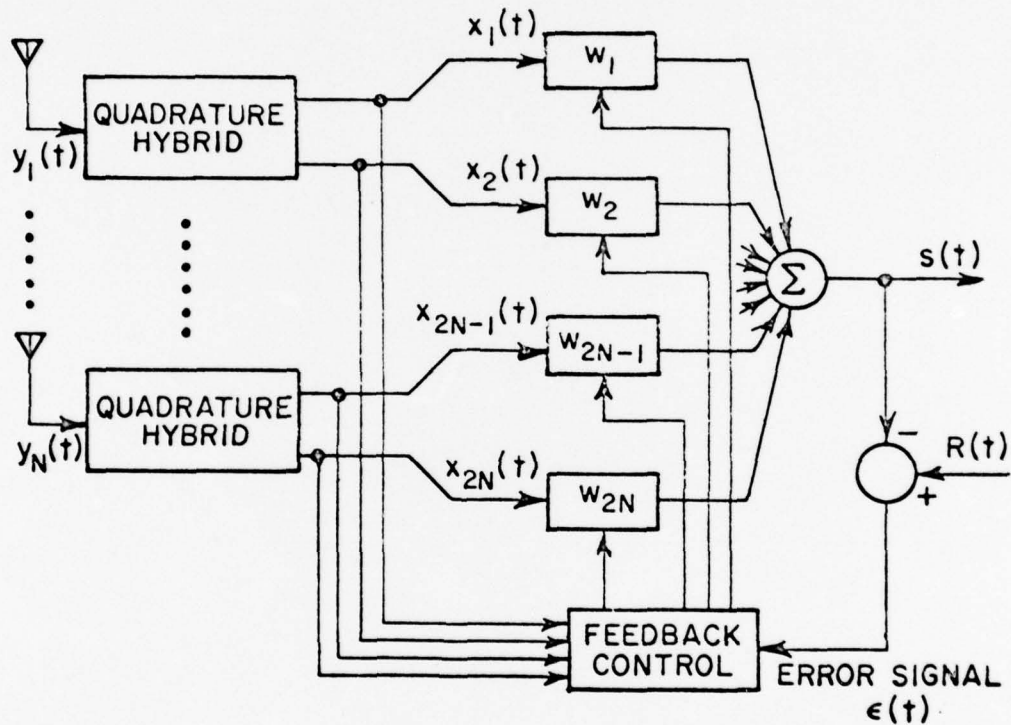 x₁(t)
W₁
QUADRATURE
HYBRID
y₁(t)
x₂(t)
W₂
Σ
s(t)
x₂N₋₁(t)
W₂N₋₁
QUADRATURE
HYBRID
yN(t)
−
R(t)
+
x₂N(t)
W₂N
FEEDBACK
CONTROL
ERROR SIGNAL
ϵ(t)